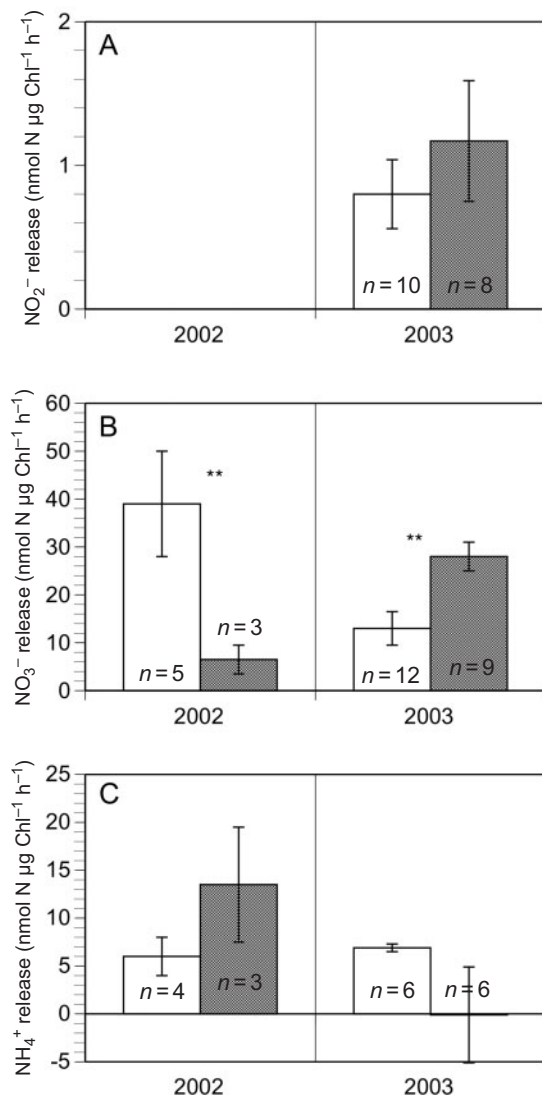 A
NO₂⁻ release (nmol N µg Chl⁻¹ h⁻¹)
2
1
0
n = 10
n = 8
2002
2003
B
NO₃⁻ release (nmol N µg Chl⁻¹ h⁻¹)
60
50
40
30
20
10
0
**
**
n = 5
n = 3
n = 12
n = 9
2002
2003
C
NH₄⁺ release (nmol N µg Chl⁻¹ h⁻¹)
25
20
15
10
5
0
-5
n = 4
n = 3
n = 6
n = 6
2002
2003